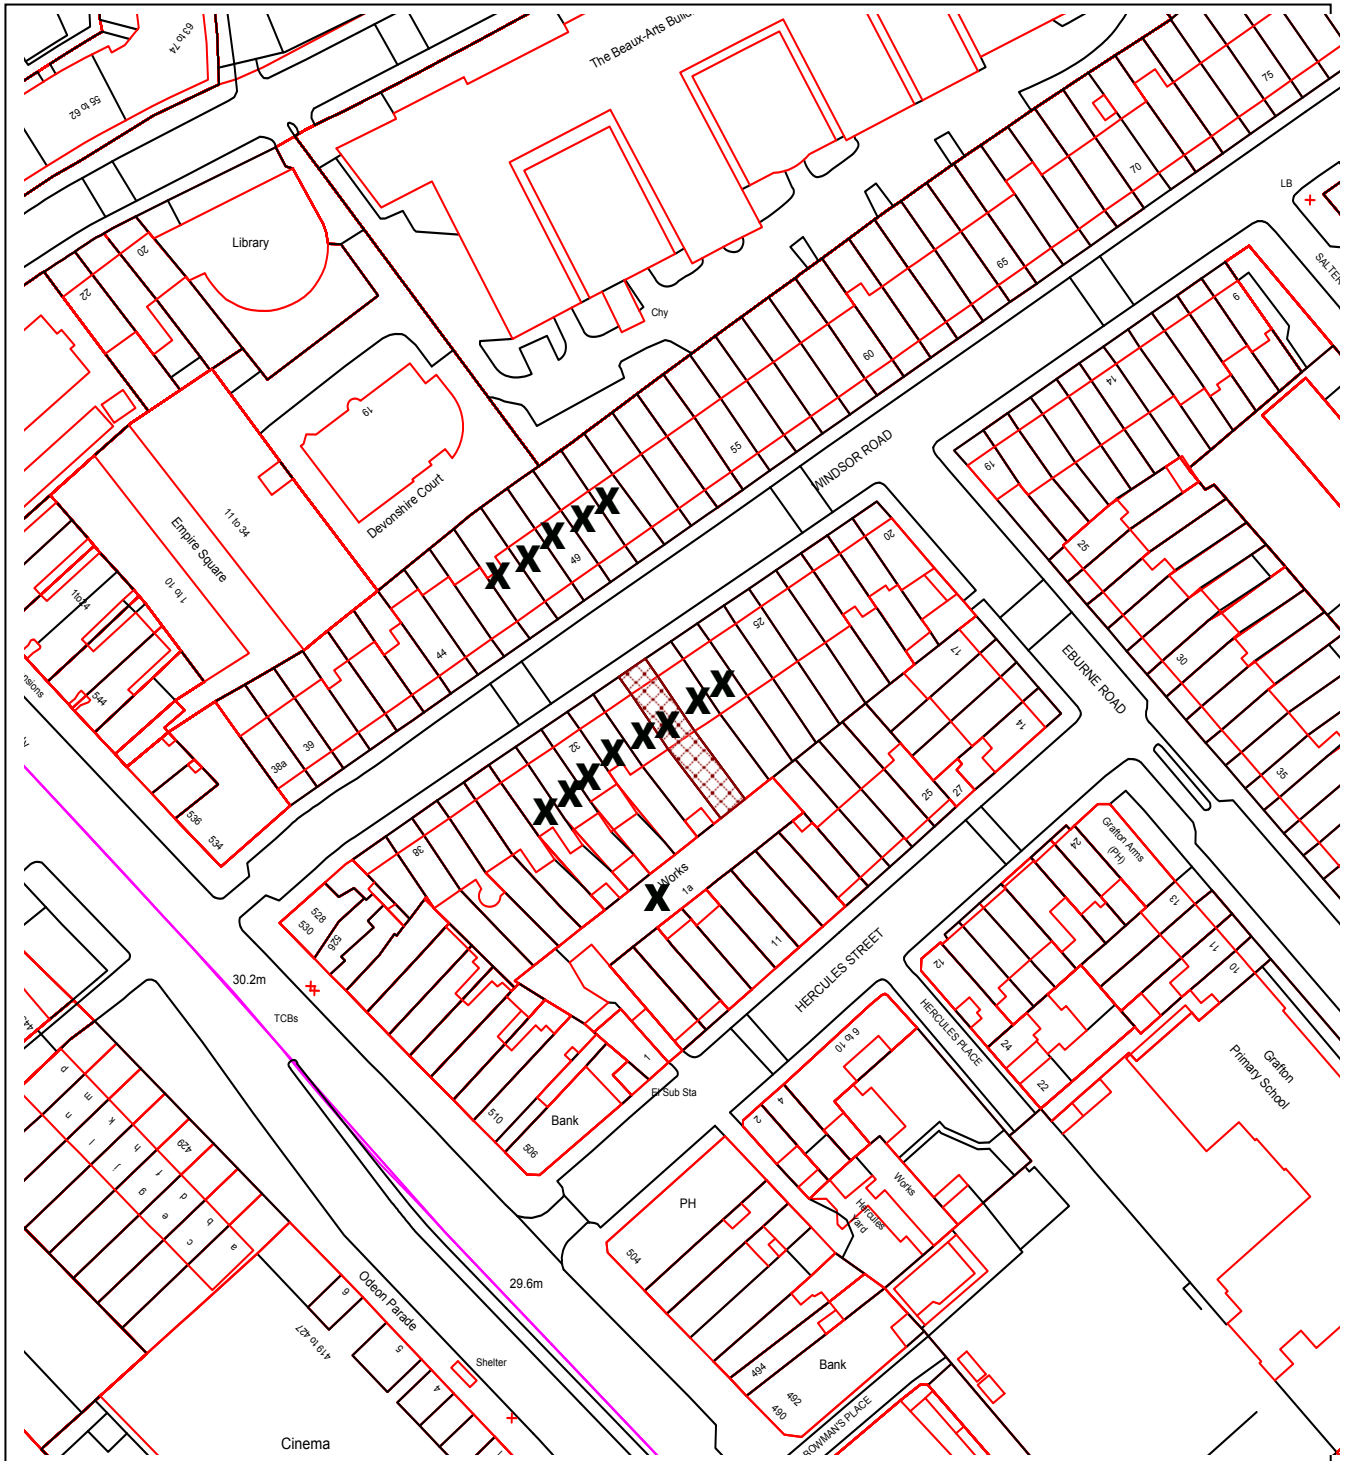 63 to 74
The Beaux-Arts Buil
55 to 62
75
70
LB
SALTER
Library
20
22
65
Chy
9
60
14
19
55
19
WINDSOR ROAD
Devonshire Court
11 to 34
Empire Square
1 to 10
X X X X X
49
20
25
25
1to24
44
17
30
EBURNE ROAD
nsions
544
39
38a
32
X X X X X X X X
14
35
536
534
38
25
27
Grafton Arms
(PH)
24
Works
1a
X
13
528
530
526
11
11
10
12
HERCULES STREET
30.2m
TCBs
HERCULES PLACE
6 to 10
24
22
Grafton
Primary School
1
El Sub Sta
p
m
n
k
l
h
j
429
f
g
d
e
b
c
a
510
506
Bank
4
2
PH
Works
Hercules
Yard
504
29.6m
Odeon Parade
6
419 to 427
5
4
Shelter
494
492
490
Bank
BOWMAN'S PLACE
Cinema